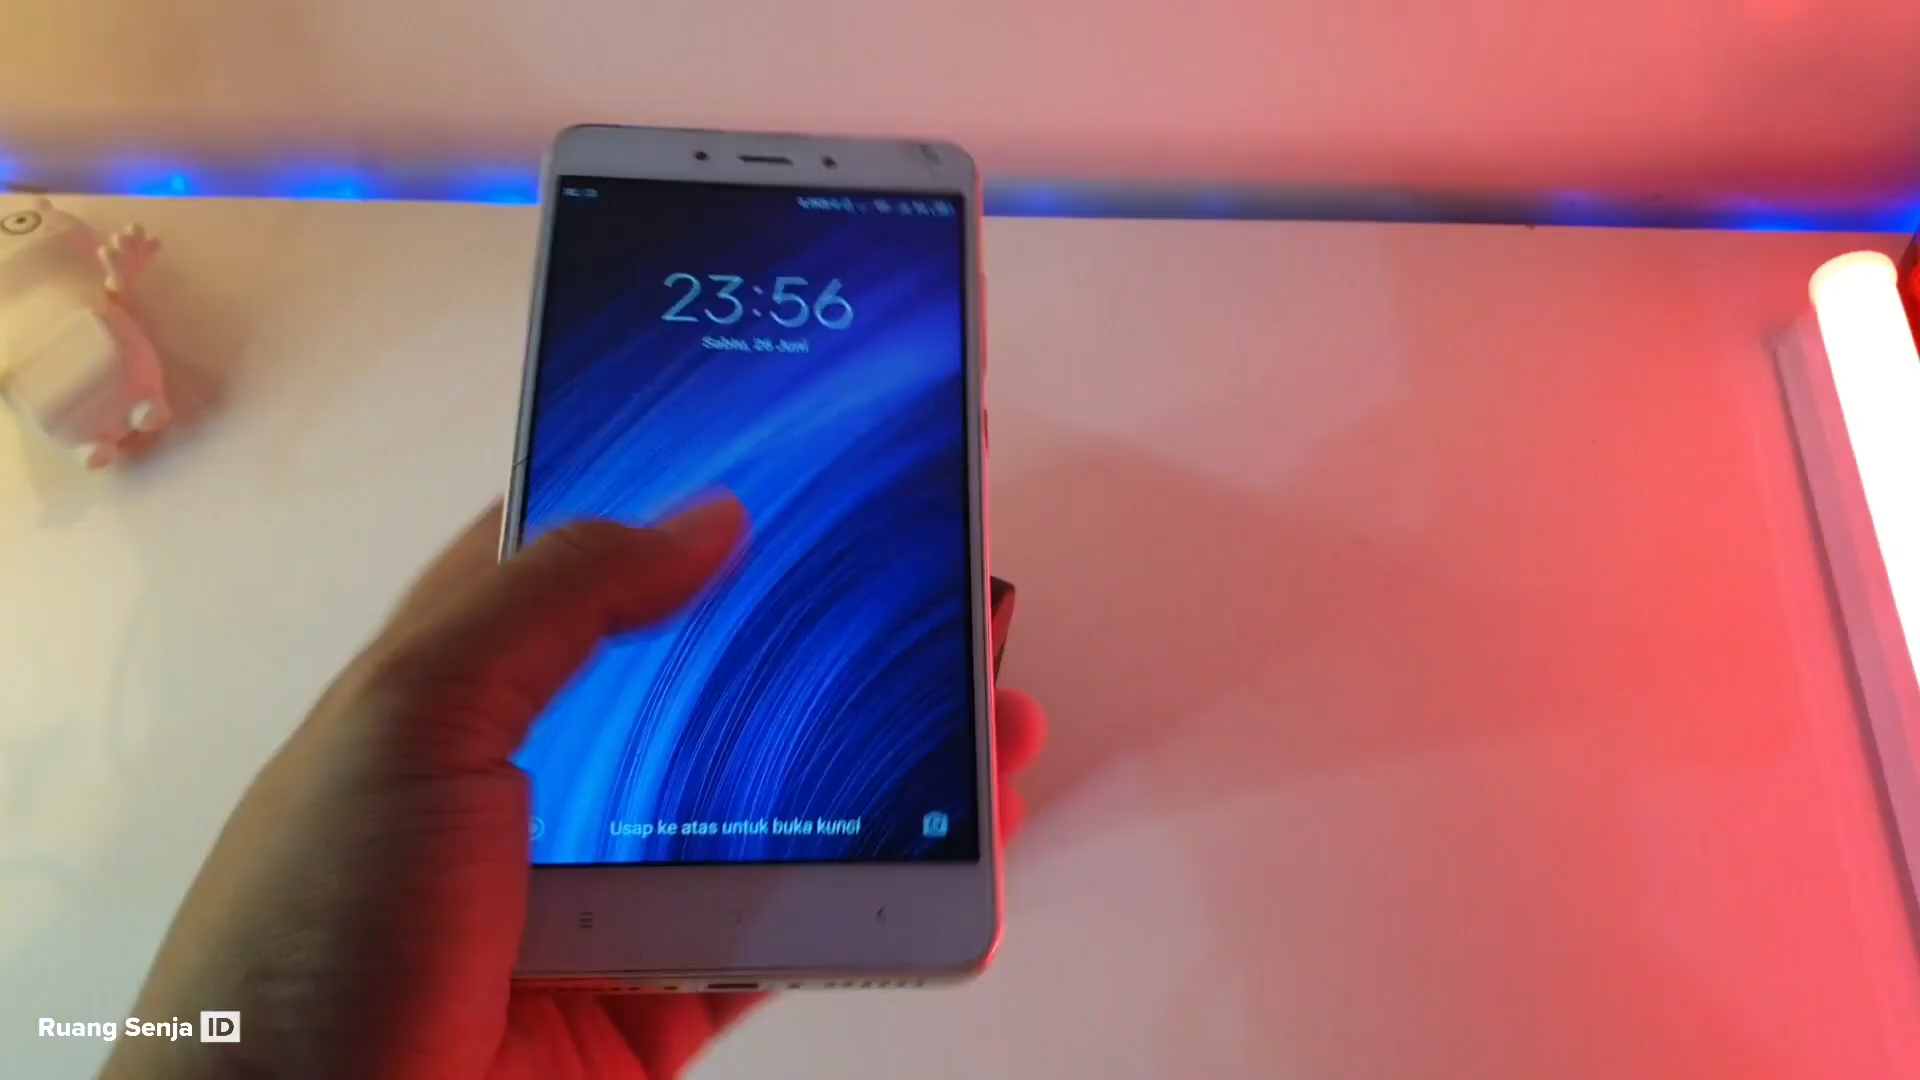 23:56
Sabtu, 26 Juni
Usap ke atas untuk buka kunci
Ruang Senja ID